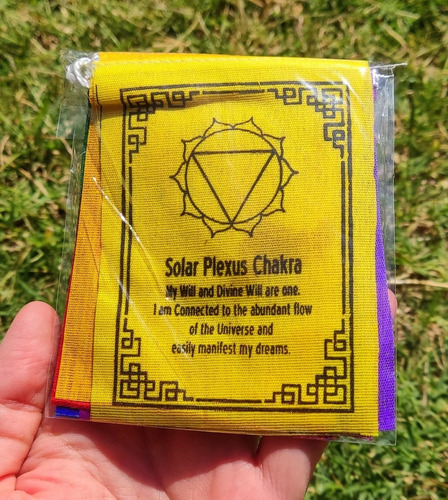 Solar Plexus Chakra
My Will and Divine Will are one.
I am Connected to the abundant flow
of the Universe and
easily manifest my dreams.